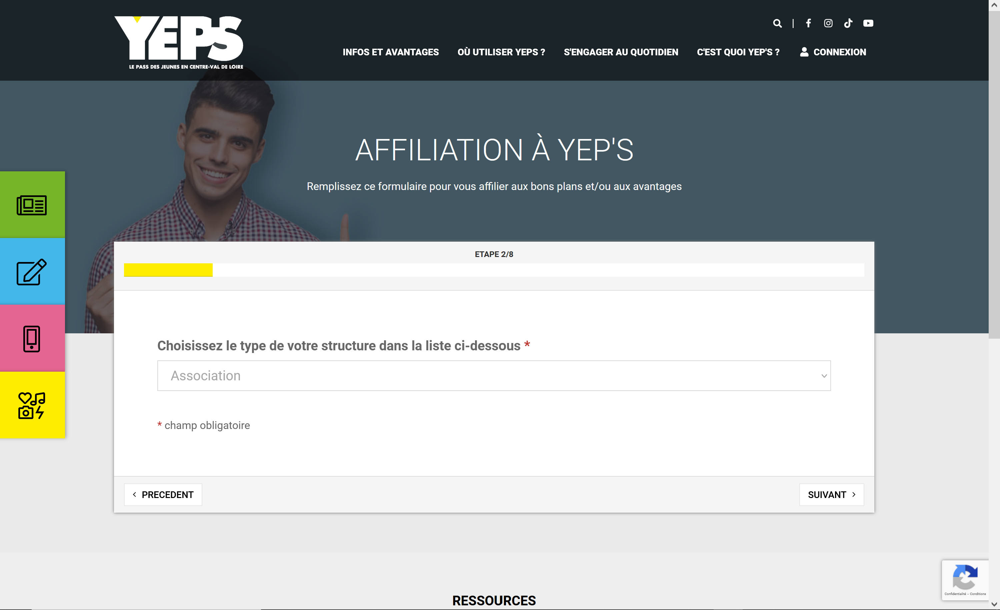 YEPS
LE PASS DES JEUNES EN CENTRE-VAL DE LOIRE
INFOS ET AVANTAGES
OÙ UTILISER YEPS ?
S'ENGAGER AU QUOTIDIEN
C'EST QUOI YEP'S ?
CONNEXION
AFFILIATION À YEP'S
Remplissez ce formulaire pour vous affilier aux bons plans et/ou aux avantages
ETAPE 2/8
Choisissez le type de votre structure dans la liste ci-dessous *
Association
* champ obligatoire
PRECEDENT
SUIVANT
RESSOURCES
Confidentialité - Conditions